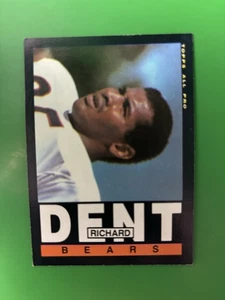 TOPPS ALL PRO
DENT
RICHARD
BEARS